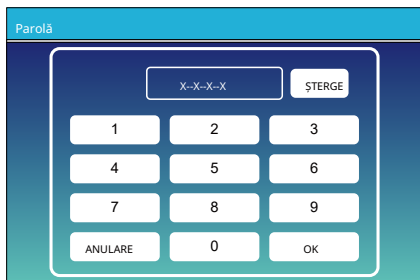 Parolă
X--X--X--X ȘTERGE
1 2 3
4 5 6
7 8 9
ANULARE 0 OK